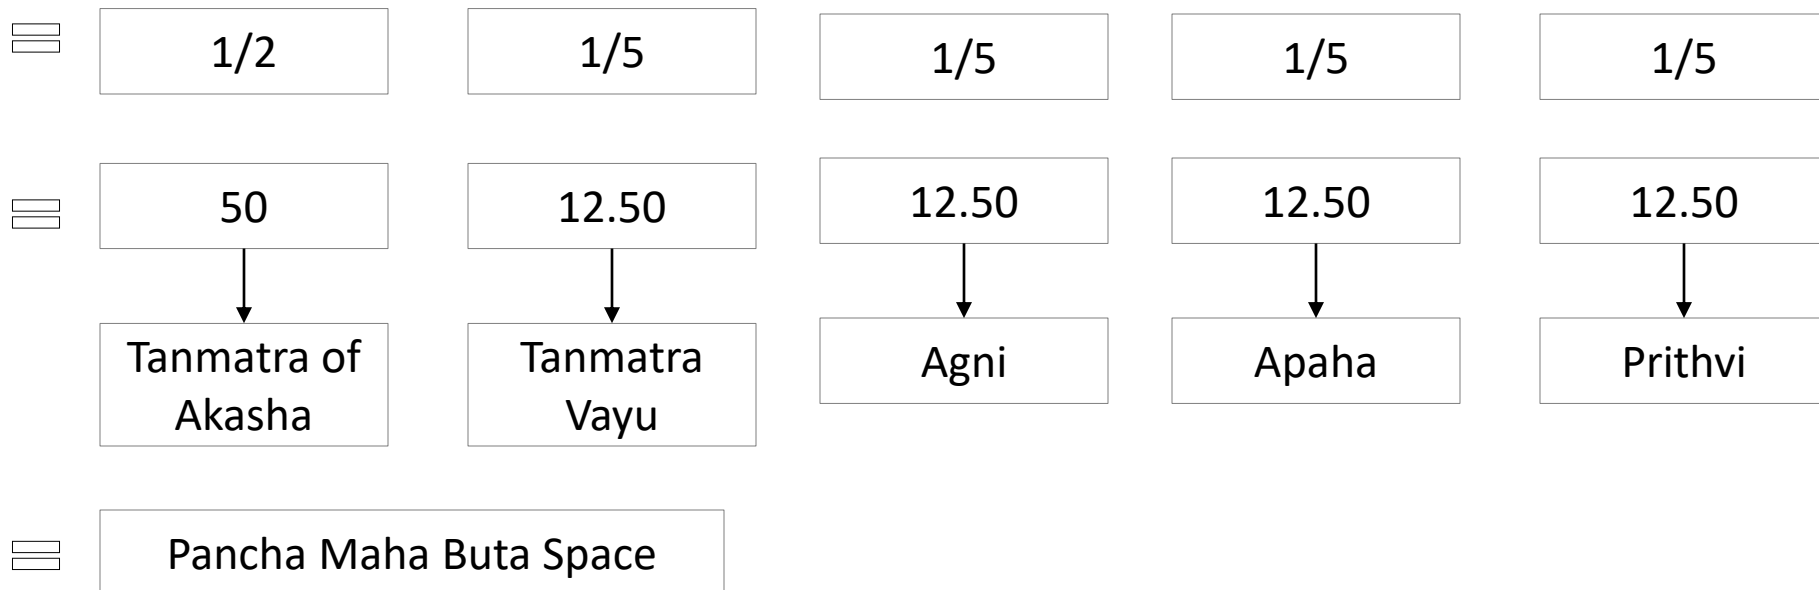 1/2 1/5 1/5 1/5 1/5
50 12.50 12.50 12.50 12.50
Tanmatra of
Akasha
Tanmatra
Vayu
Agni
Apaha
Prithvi
Pancha Maha Buta Space